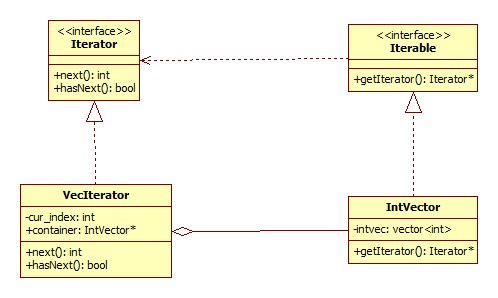 <<interface>>
Iterator
+next(): int
+hasNext(): bool
<<interface>>
Iterable
+getIterator(): Iterator*
VecIterator
-cur_index: int
+container: IntVector*
+next(): int
+hasNext(): bool
IntVector
-intvec: vector<int>
+getIterator(): Iterator*